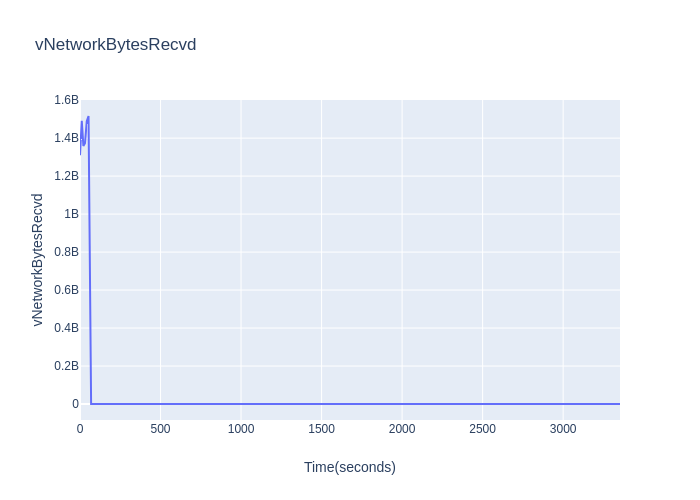 vNetworkBytesRecvd
1.6B
1.4B
1.2B
1B
0.8B
0.6B
0.4B
0.2B
0
vNetworkBytesRecvd
0 500 1000 1500 2000 2500 3000
Time(seconds)